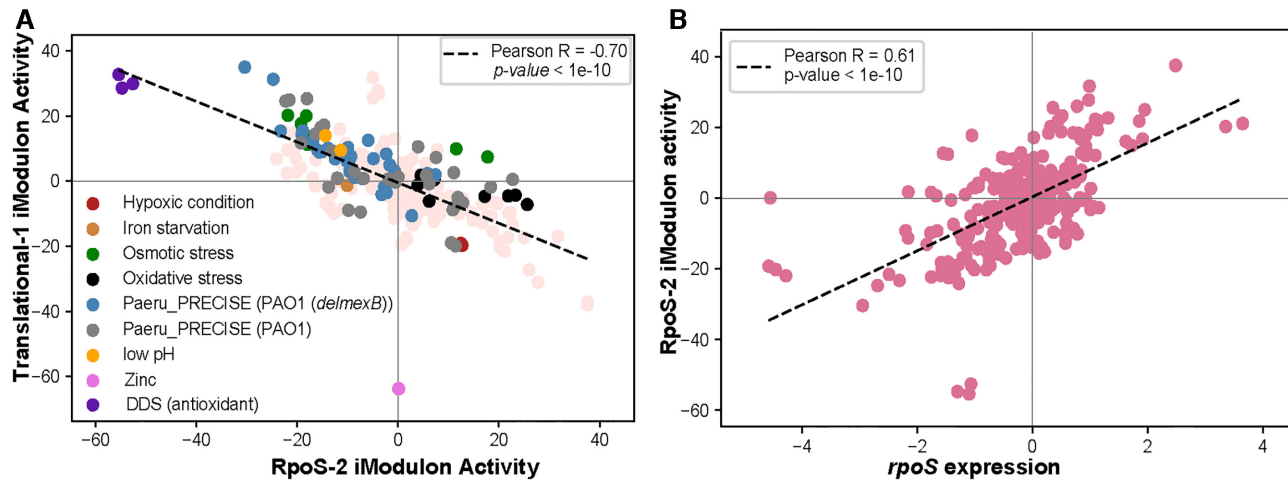 A
Pearson R = -0.70
p-value < 1e-10
Translational-1 iModulon Activity
40
20
0
−20
−40
−60
Hypoxic condition
Iron starvation
Osmotic stress
Oxidative stress
Paeru_PRECISE (PAO1 (delmexB))
Paeru_PRECISE (PAO1)
low pH
Zinc
DDS (antioxidant)
−60
−40
−20
0
20
40
RpoS-2 iModulon Activity
B
Pearson R = 0.61
p-value < 1e-10
RpoS-2 iModulon activity
40
20
0
−20
−40
−60
−4
−2
0
2
4
rpoS expression